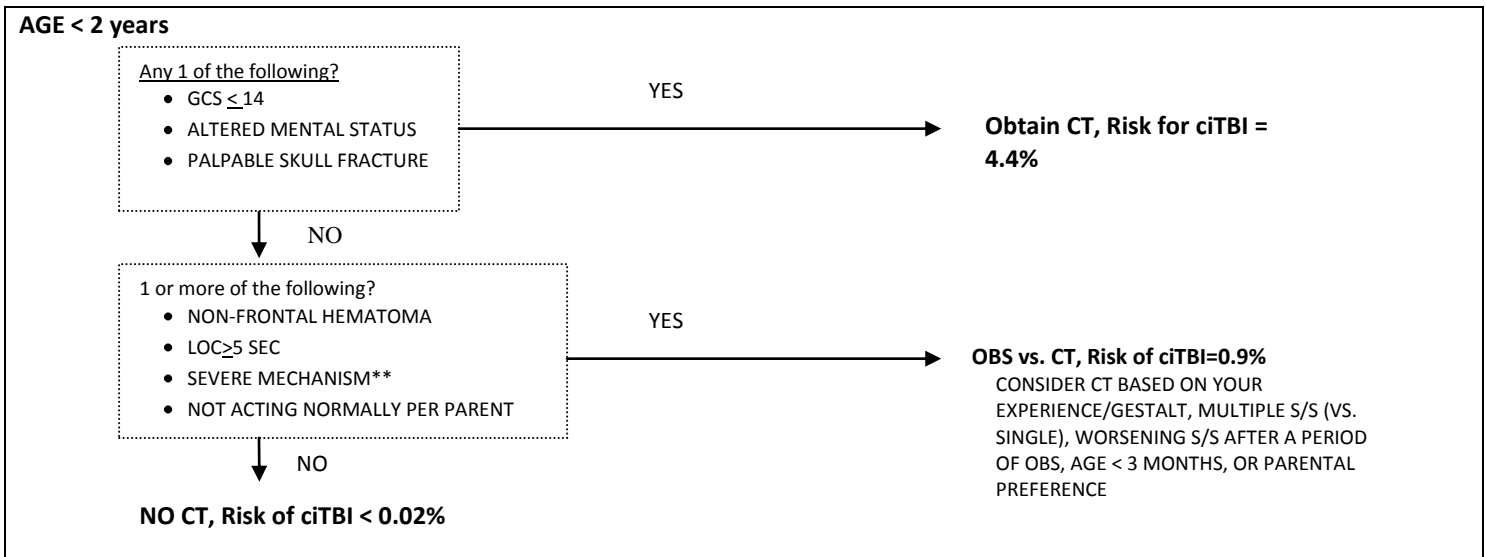 AGE < 2 years
Any 1 of the following?
• GCS < 14
• ALTERED MENTAL STATUS
• PALPABLE SKULL FRACTURE
YES
Obtain CT, Risk for ciTBI =
4.4%
NO
1 or more of the following?
• NON-FRONTAL HEMATOMA
• LOC>5 SEC
• SEVERE MECHANISM**
• NOT ACTING NORMALLY PER PARENT
YES
OBS vs. CT, Risk of ciTBI=0.9%
CONSIDER CT BASED ON YOUR
EXPERIENCE/GESTALT, MULTIPLE S/S (VS.
SINGLE), WORSENING S/S AFTER A PERIOD
OF OBS, AGE < 3 MONTHS, OR PARENTAL
PREFERENCE
NO
NO CT, Risk of ciTBI < 0.02%